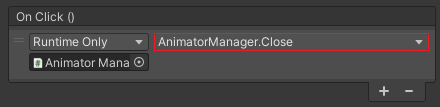 On Click ()
Runtime Only AnimatorManager.Close
Animator Mana